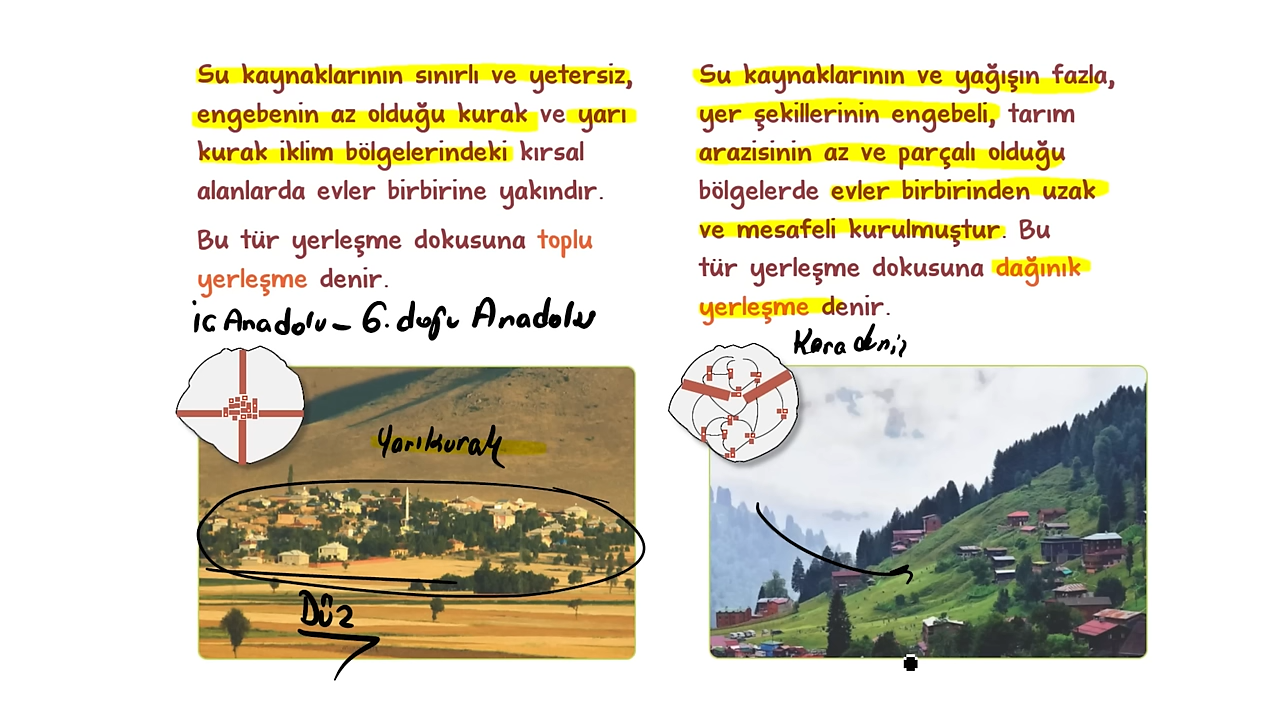 Su kaynaklarının sınırlı ve yetersiz,
engebenin az olduğu kurak ve yarı
kurak iklim bölgelerindeki kırsal
alanlarda evler birbirine yakındır.
Bu tür yerleşme dokusuna toplu
yerleşme denir.
iç Anadolu - G. doğu Anadolu
Yarıkurak
Düz
Su kaynaklarının ve yağışın fazla,
yer şekillerinin engebeli, tarım
arazisinin az ve parçalı olduğu
bölgelerde evler birbirinden uzak
ve mesafeli kurulmuştur. Bu
tür yerleşme dokusuna dağınık
yerleşme denir.
Karadeniz